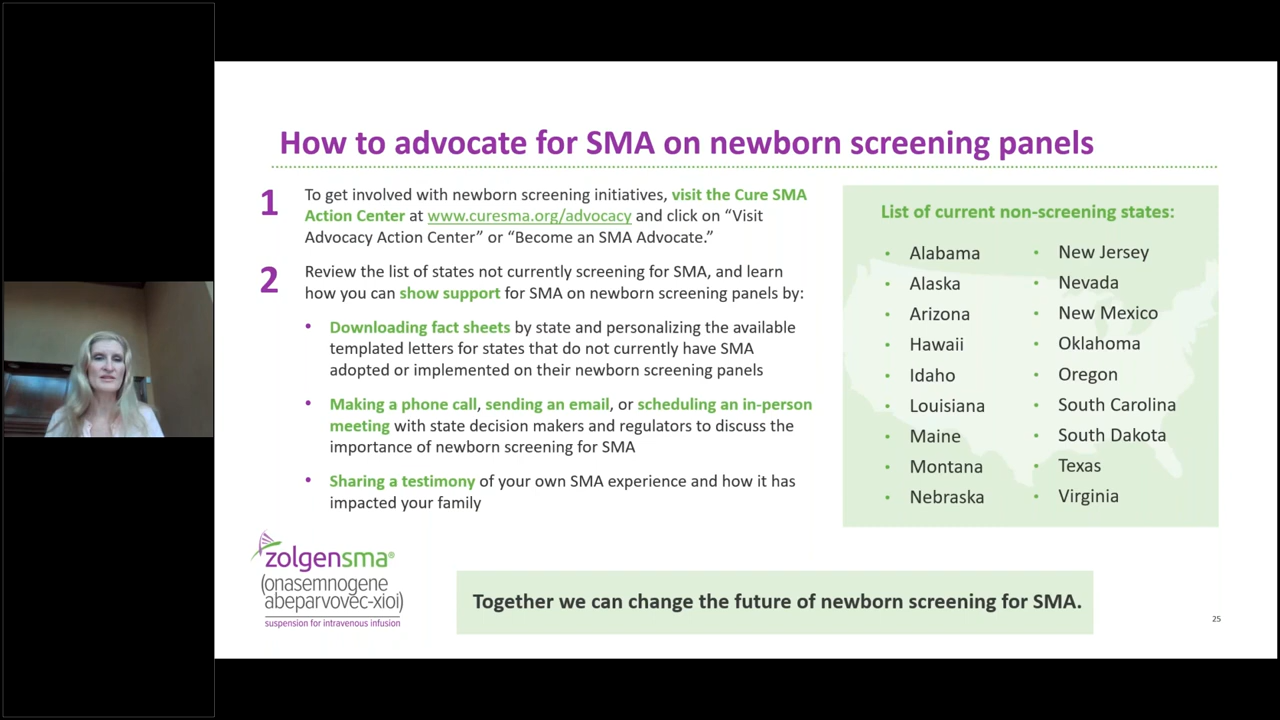 How to advocate for SMA on newborn screening panels
1
To get involved with newborn screening initiatives, visit the Cure SMA
Action Center at www.curesma.org/advocacy and click on “Visit
Advocacy Action Center” or “Become an SMA Advocate.”
2
Review the list of states not currently screening for SMA, and learn
how you can show support for SMA on newborn screening panels by:
• Downloading fact sheets by state and personalizing the available
templated letters for states that do not currently have SMA
adopted or implemented on their newborn screening panels
• Making a phone call, sending an email, or scheduling an in-person
meeting with state decision makers and regulators to discuss the
importance of newborn screening for SMA
• Sharing a testimony of your own SMA experience and how it has
impacted your family
List of current non-screening states:
• Alabama
• Alaska
• Arizona
• Hawaii
• Idaho
• Louisiana
• Maine
• Montana
• Nebraska
• New Jersey
• Nevada
• New Mexico
• Oklahoma
• Oregon
• South Carolina
• South Dakota
• Texas
• Virginia
zolgensma®
(onasemnogene
abeparvovec-xioi)
suspension for intravenous infusion
Together we can change the future of newborn screening for SMA.
25